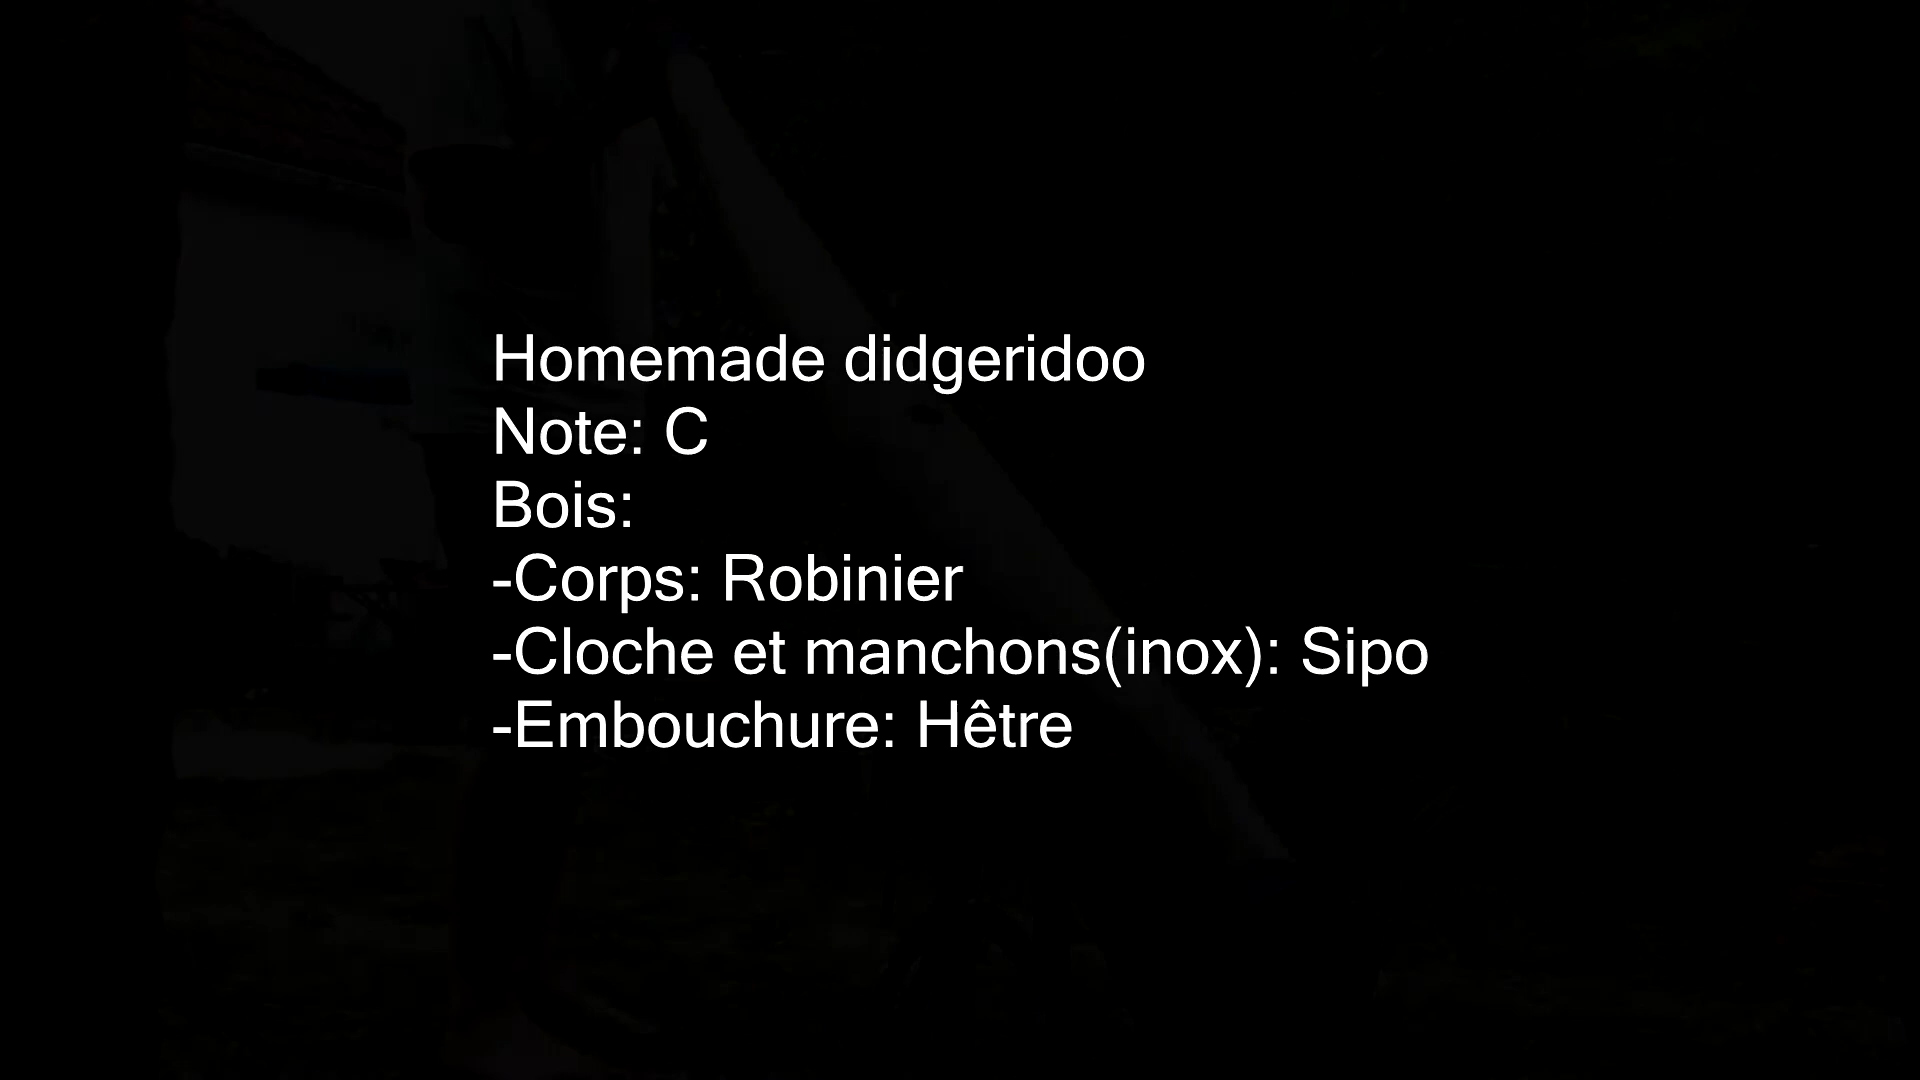 Homemade didgeridoo
Note: C
Bois:
-Corps: Robinier
-Cloche et manchons(inox): Sipo
-Embouchure: Hêtre